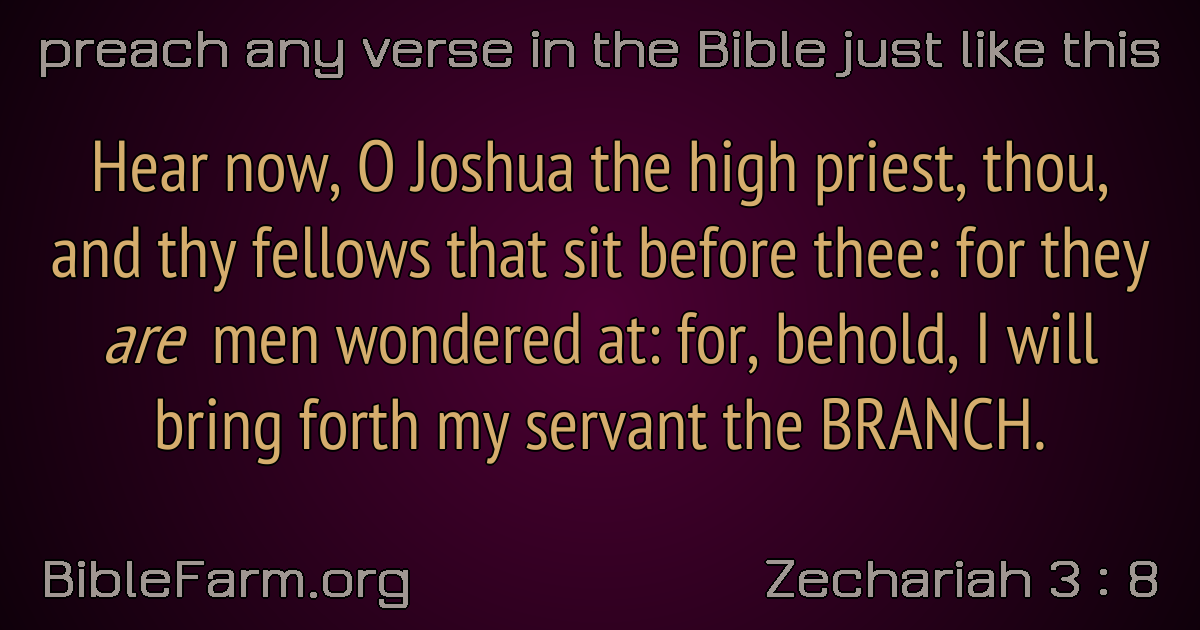 preach any verse in the Bible just like this
Hear now, O Joshua the high priest, thou,
and thy fellows that sit before thee: for they
are men wondered at: for, behold, I will
bring forth my servant the BRANCH.
BibleFarm.org
Zechariah 3 : 8